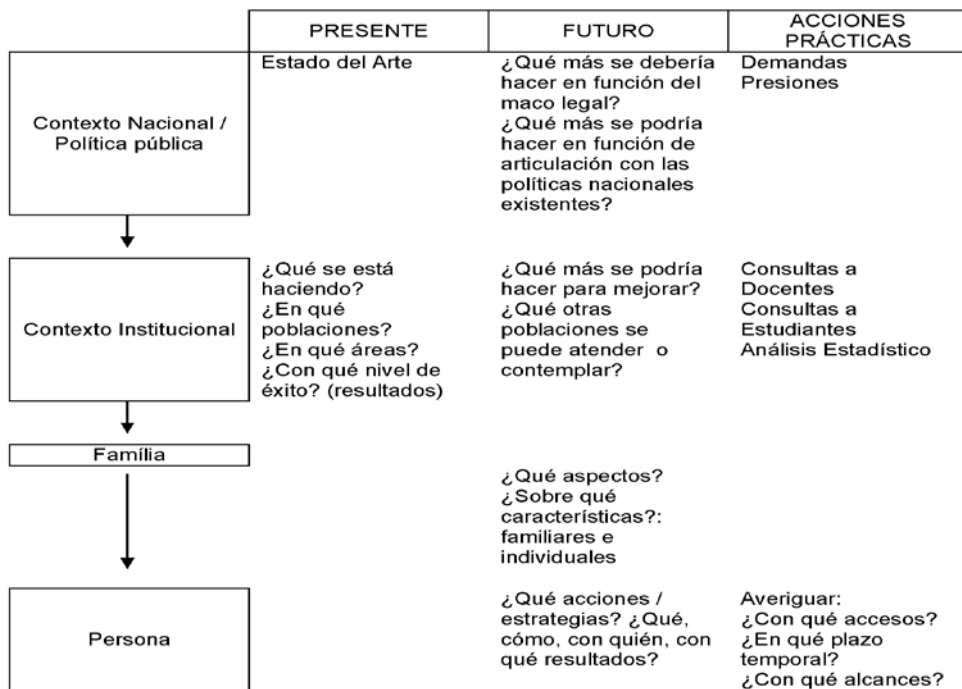 PRESENTE
FUTURO
ACCIONES
PRÁCTICAS
Contexto Nacional /
Política pública
Estado del Arte
¿Qué más se debería
hacer en función del
maco legal?
¿Qué más se podría
hacer en función de
articulación con las
políticas nacionales
existentes?
Demandas
Presiones
Contexto Institucional
¿Qué se está
haciendo?
¿En qué
poblaciones?
¿En qué áreas?
¿Con qué nivel de
éxito? (resultados)
¿Qué más se podría
hacer para mejorar?
¿Qué otras
poblaciones se
puede atender o
contemplar?
Consultas a
Docentes
Consultas a
Estudiantes
Análisis Estadístico
Família
¿Qué aspectos?
¿Sobre qué
características?:
familiares e
individuales
Persona
¿Qué acciones /
estrategias? ¿Qué,
cómo, con quién, con
qué resultados?
Averiguar:
¿Con qué accesos?
¿En qué plazo
temporal?
¿Con qué alcances?